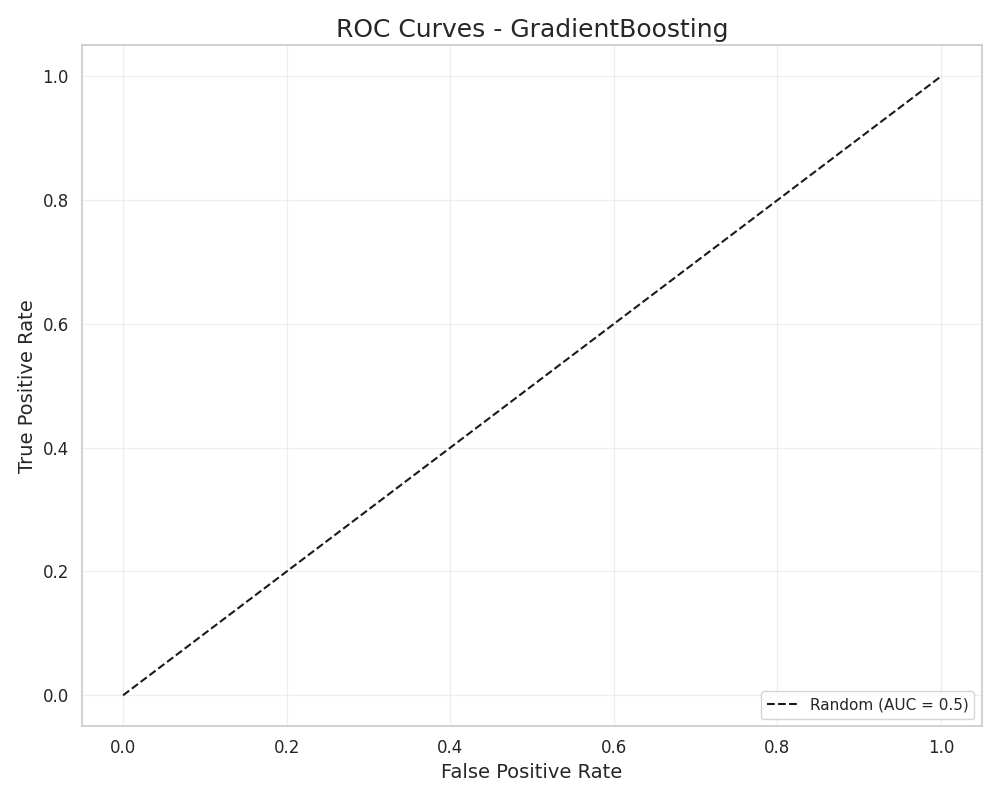 ROC Curves - GradientBoosting
True Positive Rate
1.0
0.8
0.6
0.4
0.2
0.0
Random (AUC = 0.5)
0.0 0.2 0.4 0.6 0.8 1.0
False Positive Rate